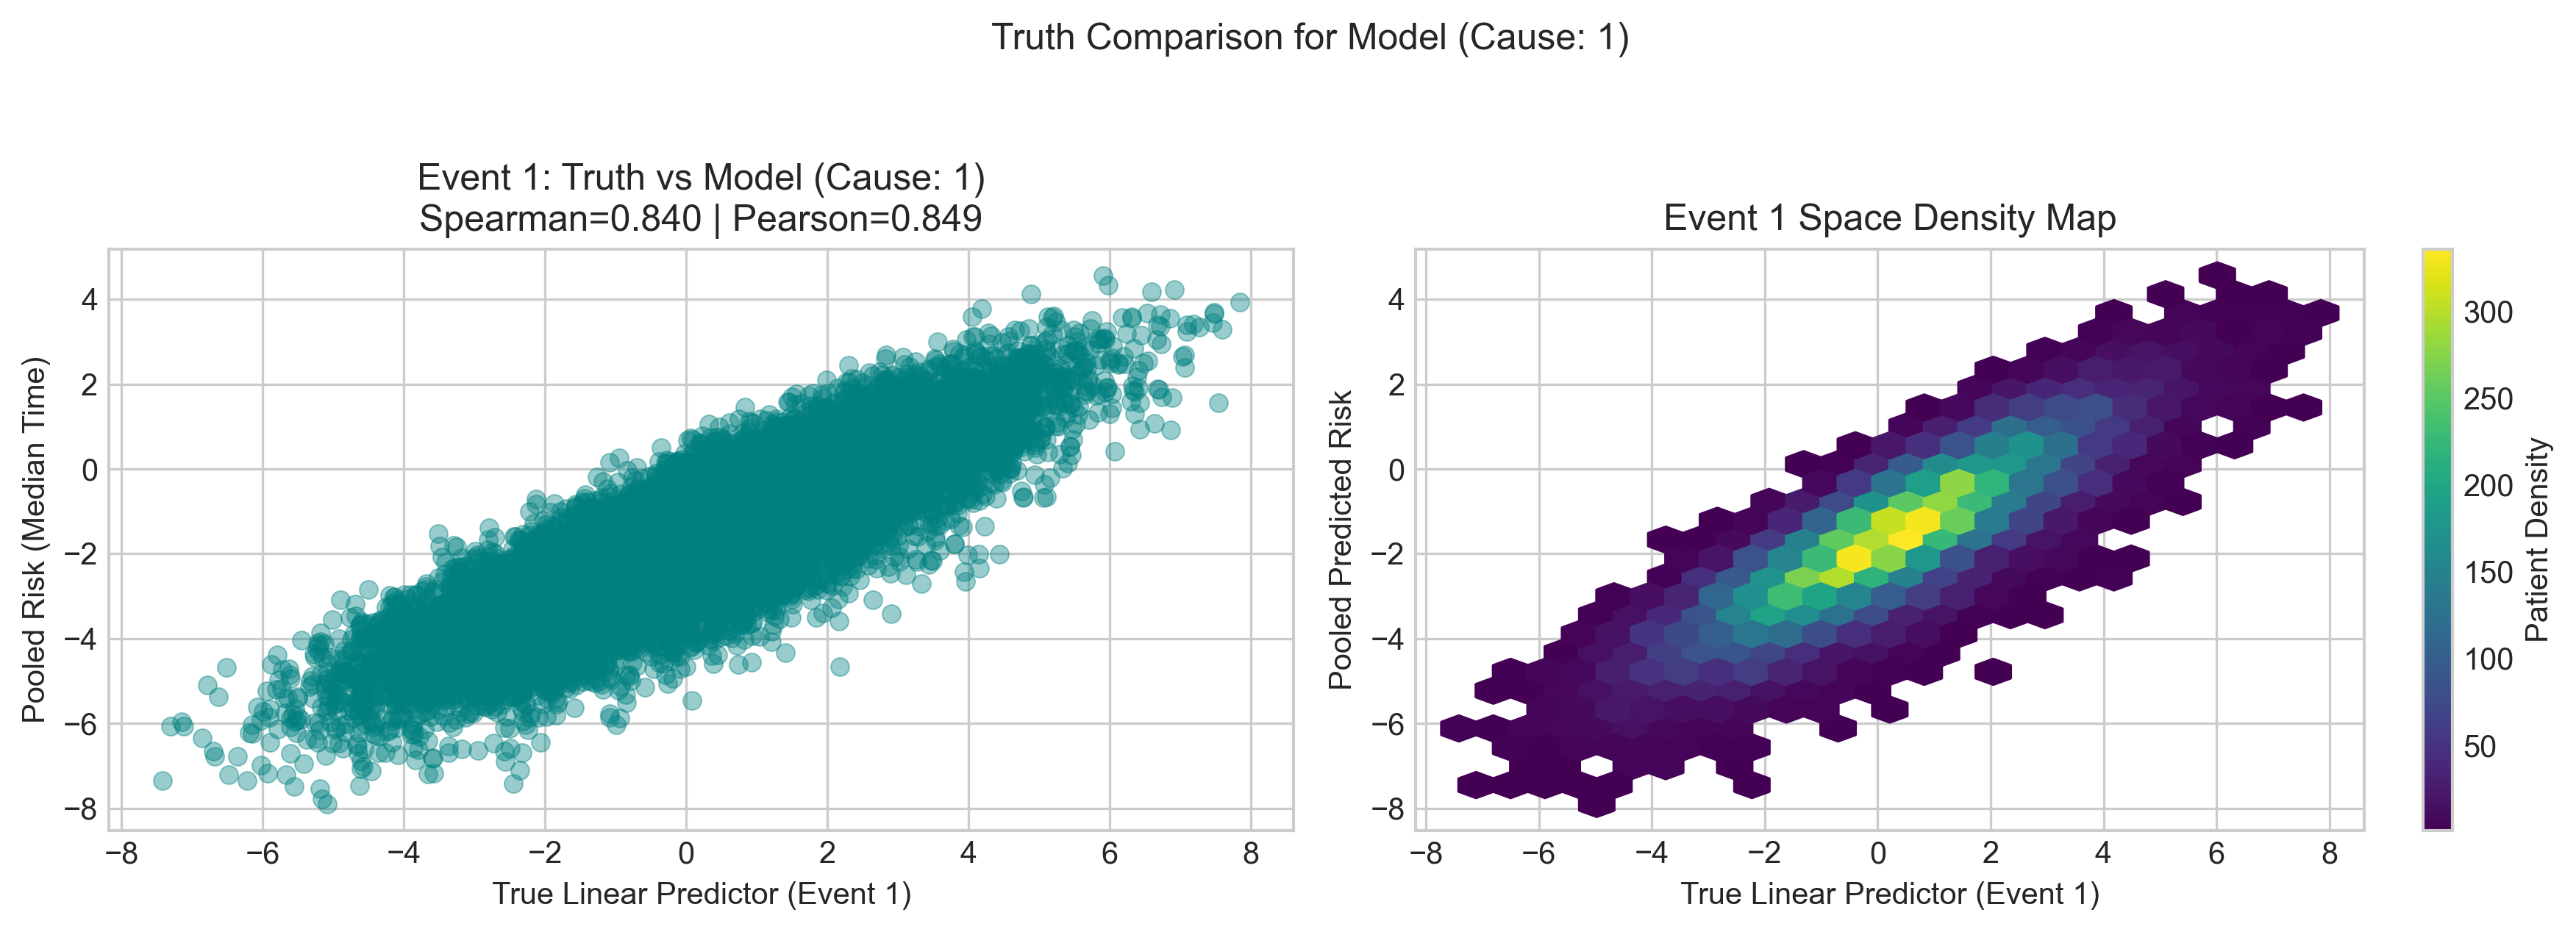 Truth Comparison for Model (Cause: 1)
Event 1: Truth vs Model (Cause: 1)
Spearman=0.840 | Pearson=0.849
Pooled Risk (Median Time)
4
2
0
−2
−4
−6
−8
−8 −6 −4 −2 0 2 4 6 8
True Linear Predictor (Event 1)
Event 1 Space Density Map
Pooled Predicted Risk
4
2
0
−2
−4
−6
−8
−8 −6 −4 −2 0 2 4 6 8
True Linear Predictor (Event 1)
300
250
200
150
100
50
Patient Density